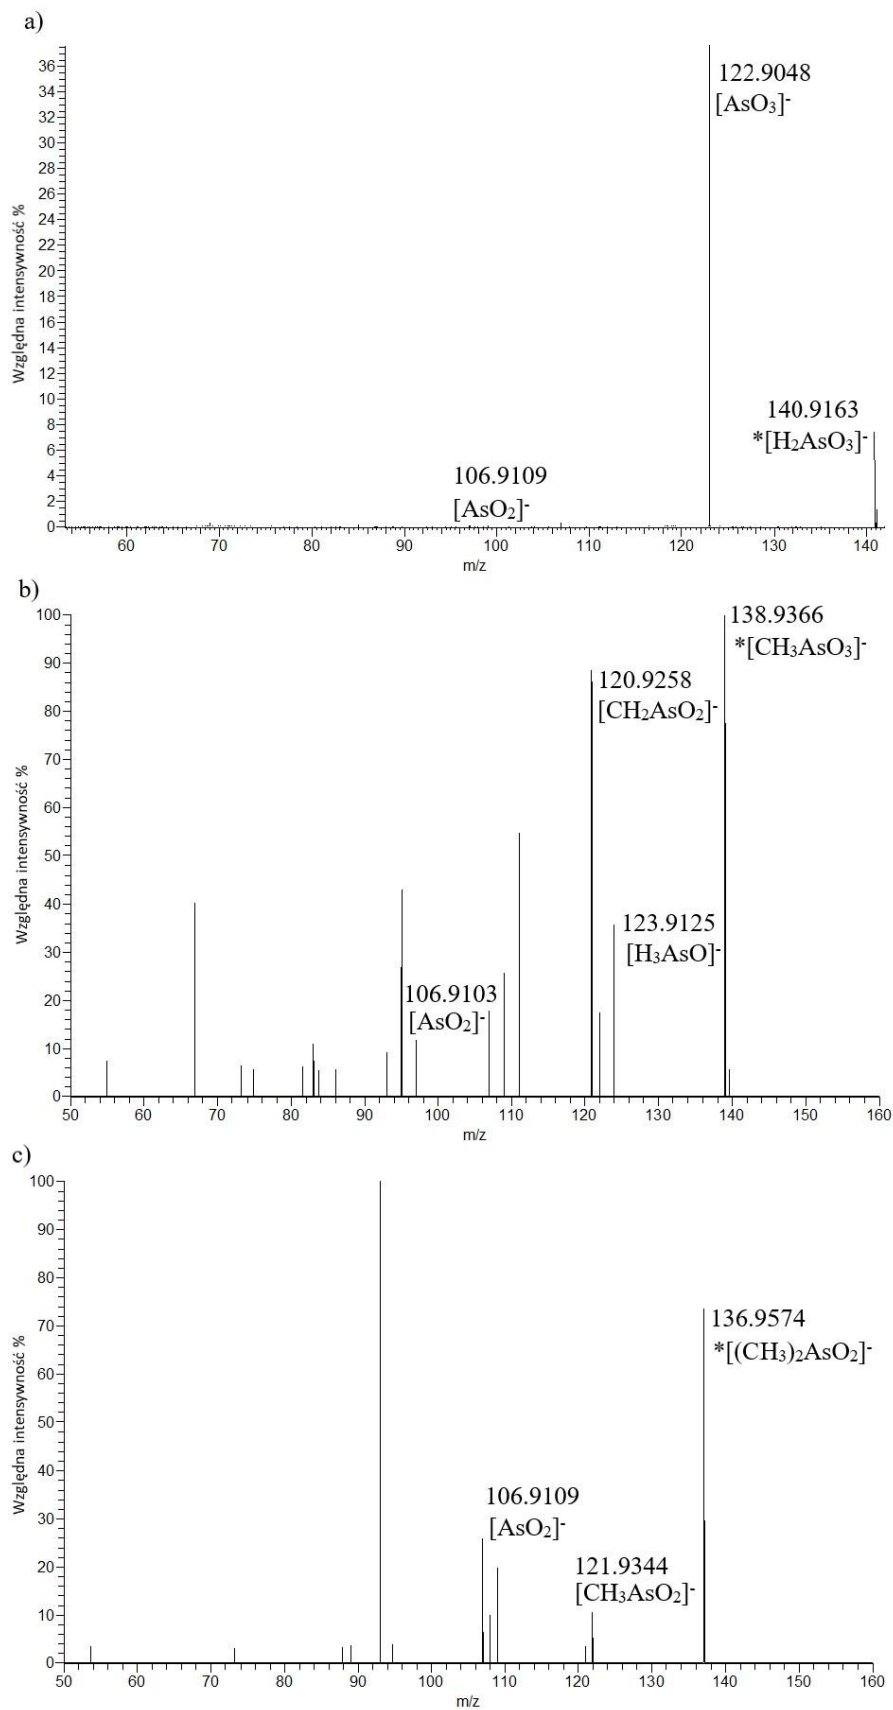 a)
36
34
32
30
28
26
24
22
20
18
16
14
12
10
8
6
4
2
0
Względna intensywność %
122.9048
[AsO₃]⁻
140.9163
*[H₂AsO₃]⁻
106.9109
[AsO₂]⁻
60 70 80 90 100 110 120 130 140
m/z
b)
100
90
80
70
60
50
40
30
20
10
0
Względna intensywność %
138.9366
*[CH₃AsO₃]⁻
120.9258
[CH₂AsO₂]⁻
123.9125
[H₃AsO]⁻
106.9103
[AsO₂]⁻
50 60 70 80 90 100 110 120 130 140 150 160
m/z
c)
100
90
80
70
60
50
40
30
20
10
0
Względna intensywność %
136.9574
*[(CH₃)₂AsO₂]⁻
106.9109
[AsO₂]⁻
121.9344
[CH₃AsO₂]⁻
50 60 70 80 90 100 110 120 130 140 150 160
m/z